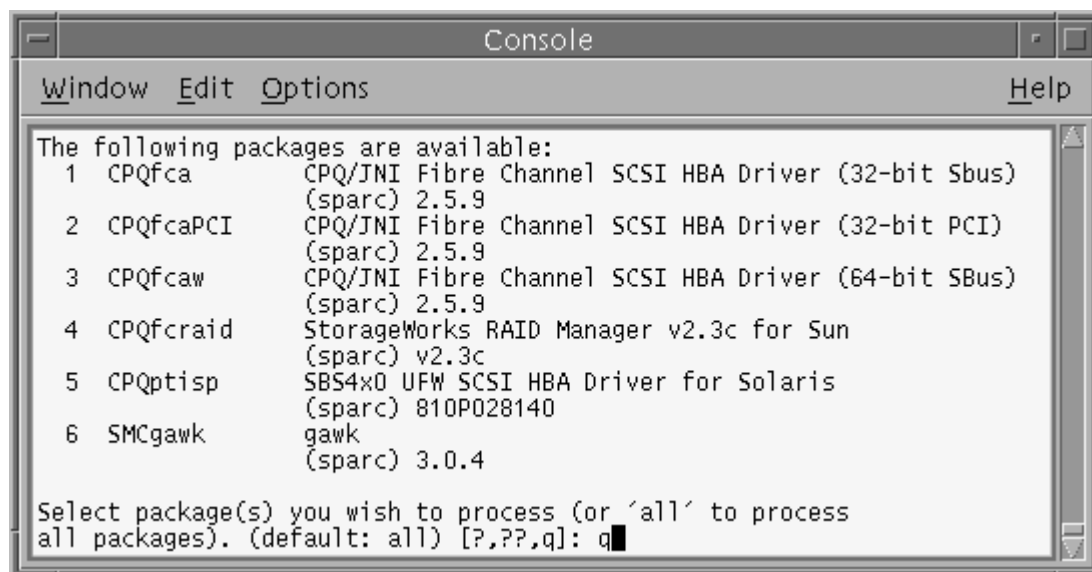 Console
Window Edit Options Help
The following packages are available:
1 CPQfca CPQ/JNI Fibre Channel SCSI HBA Driver (32-bit Sbus)
(sparc) 2.5.9
2 CPQfcaPCI CPQ/JNI Fibre Channel SCSI HBA Driver (32-bit PCI)
(sparc) 2.5.9
3 CPQfcaw CPQ/JNI Fibre Channel SCSI HBA Driver (64-bit SBus)
(sparc) 2.5.9
4 CPQfcraid StorageWorks RAID Manager v2.3c for Sun
(sparc) v2.3c
5 CPQptisp SBS4x0 UFW SCSI HBA Driver for Solaris
(sparc) 810P028140
6 SMCgawk gawk
(sparc) 3.0.4
Select package(s) you wish to process (or ´all´ to process
all packages). (default: all) [?,??,q]: q